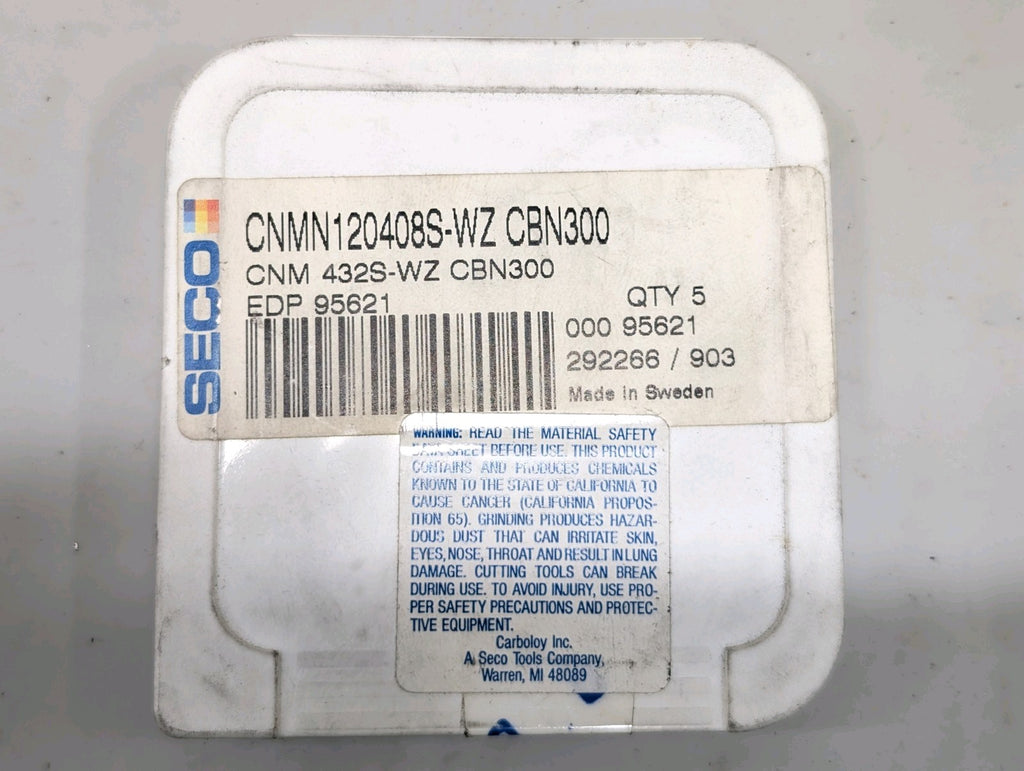 SECO
CNMN120408S-WZ CBN300
CNM 432S-WZ CBN300
EDP 95621
QTY 5
000 95621
292266 / 903
Made in Sweden
WARNING: READ THE MATERIAL SAFETY
DATA SHEET BEFORE USE. THIS PRODUCT
CONTAINS AND PRODUCES CHEMICALS
KNOWN TO THE STATE OF CALIFORNIA TO
CAUSE CANCER (CALIFORNIA PROPOS-
ITION 65). GRINDING PRODUCES HAZAR-
DOUS DUST THAT CAN IRRITATE SKIN,
EYES, NOSE, THROAT AND RESULT IN LUNG
DAMAGE. CUTTING TOOLS CAN BREAK
DURING USE. TO AVOID INJURY, USE PRO-
PER SAFETY PRECAUTIONS AND PROTEC-
TIVE EQUIPMENT.
Carboloy Inc.
A Seco Tools Company,
Warren, MI 48089